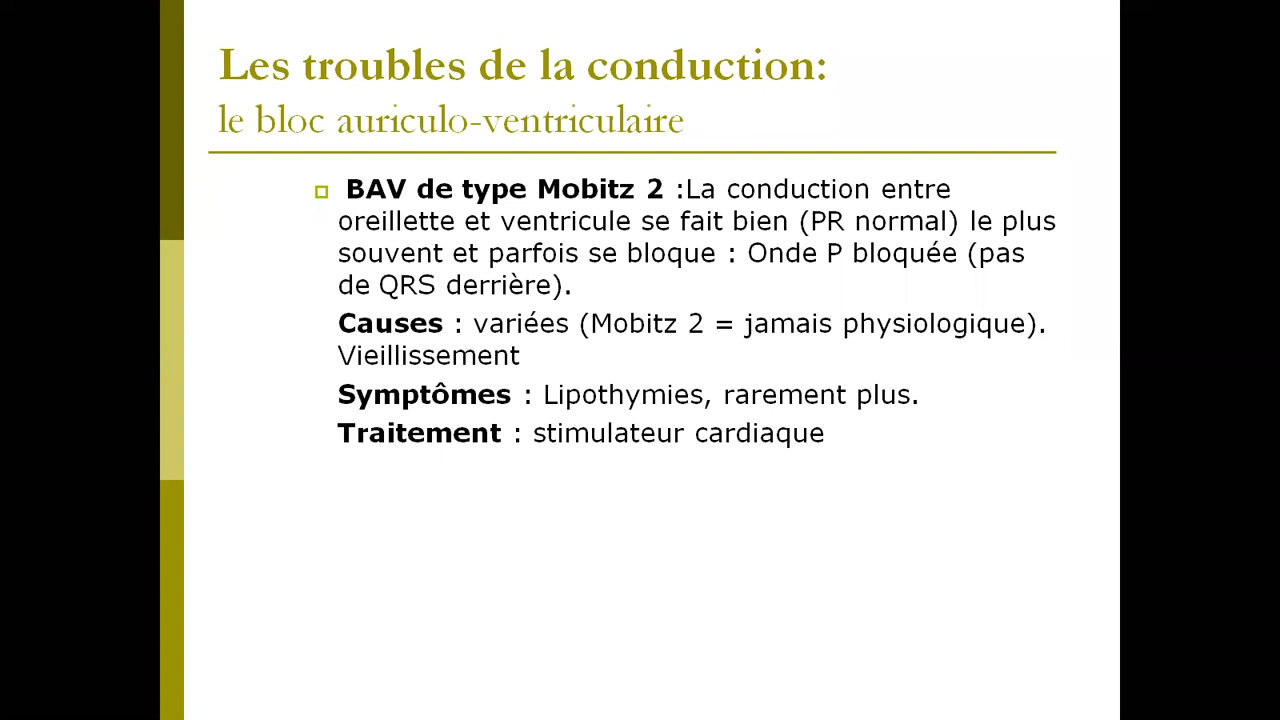 Les troubles de la conduction:
le bloc auriculo-ventriculaire
BAV de type Mobitz 2 :La conduction entre
oreillette et ventricule se fait bien (PR normal) le plus
souvent et parfois se bloque : Onde P bloquée (pas
de QRS derrière).
Causes : variées (Mobitz 2 = jamais physiologique).
Vieillissement
Symptômes : Lipothymies, rarement plus.
Traitement : stimulateur cardiaque